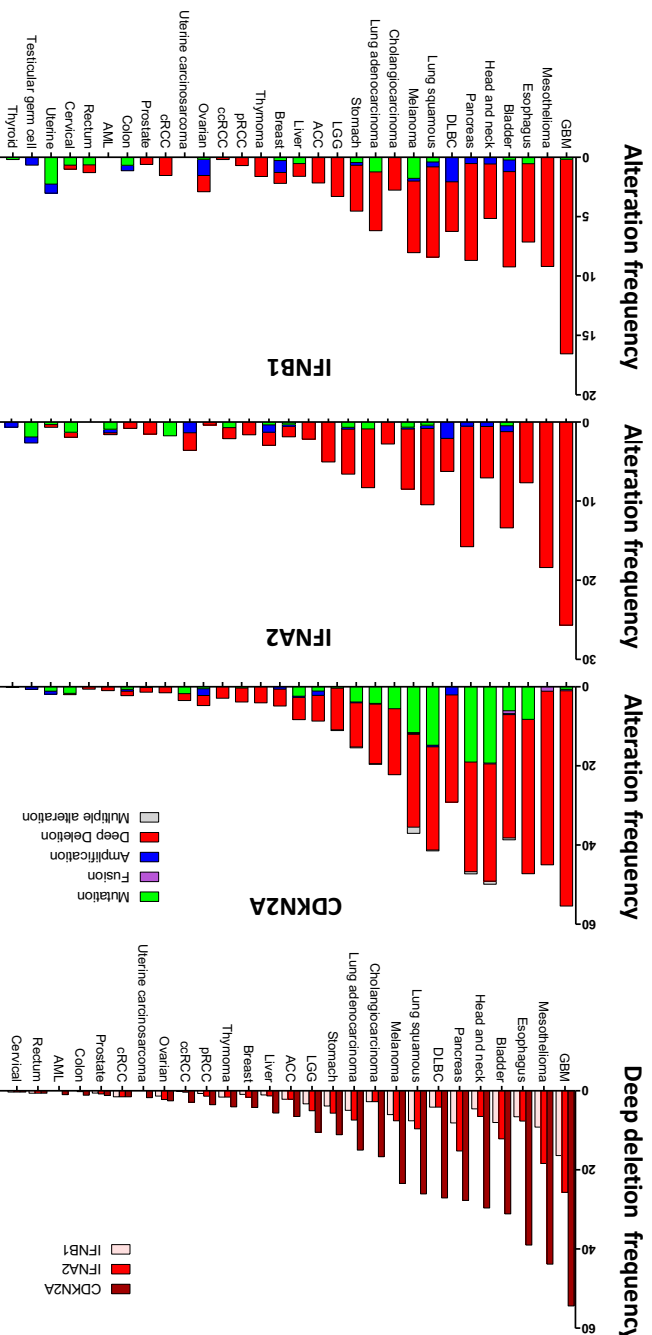 Alteration frequency
Alteration frequency
Alteration frequency
Deep deletion frequency
GBM
Mesothelioma
Esophagus
Bladder
Head and neck
Pancreas
DLBC
Lung squamous
Melanoma
Cholangiocarcinoma
Lung adenocarcinoma
Stomach
LGG
ACC
Liver
Breast
Thymoma
pRCC
ccRCC
Ovarian
Uterine carcinosarcoma
cRCC
Prostate
Colon
AML
Rectum
Cervical
Uterine
Testicular germ cell
Thyroid
0
5
10
15
20
IFNB1
0
10
20
30
IFNA2
0
20
40
60
CDKN2A
Mutation
Fusion
Amplification
Deep Deletion
Multiple alteration
GBM
Mesothelioma
Esophagus
Bladder
Head and neck
Pancreas
DLBC
Lung squamous
Melanoma
Cholangiocarcinoma
Lung adenocarcinoma
Stomach
LGG
ACC
Liver
Breast
Thymoma
pRCC
ccRCC
Ovarian
Uterine carcinosarcoma
cRCC
Prostate
Colon
AML
Rectum
Cervical
0
20
40
60
CDKN2A
IFNA2
IFNB1